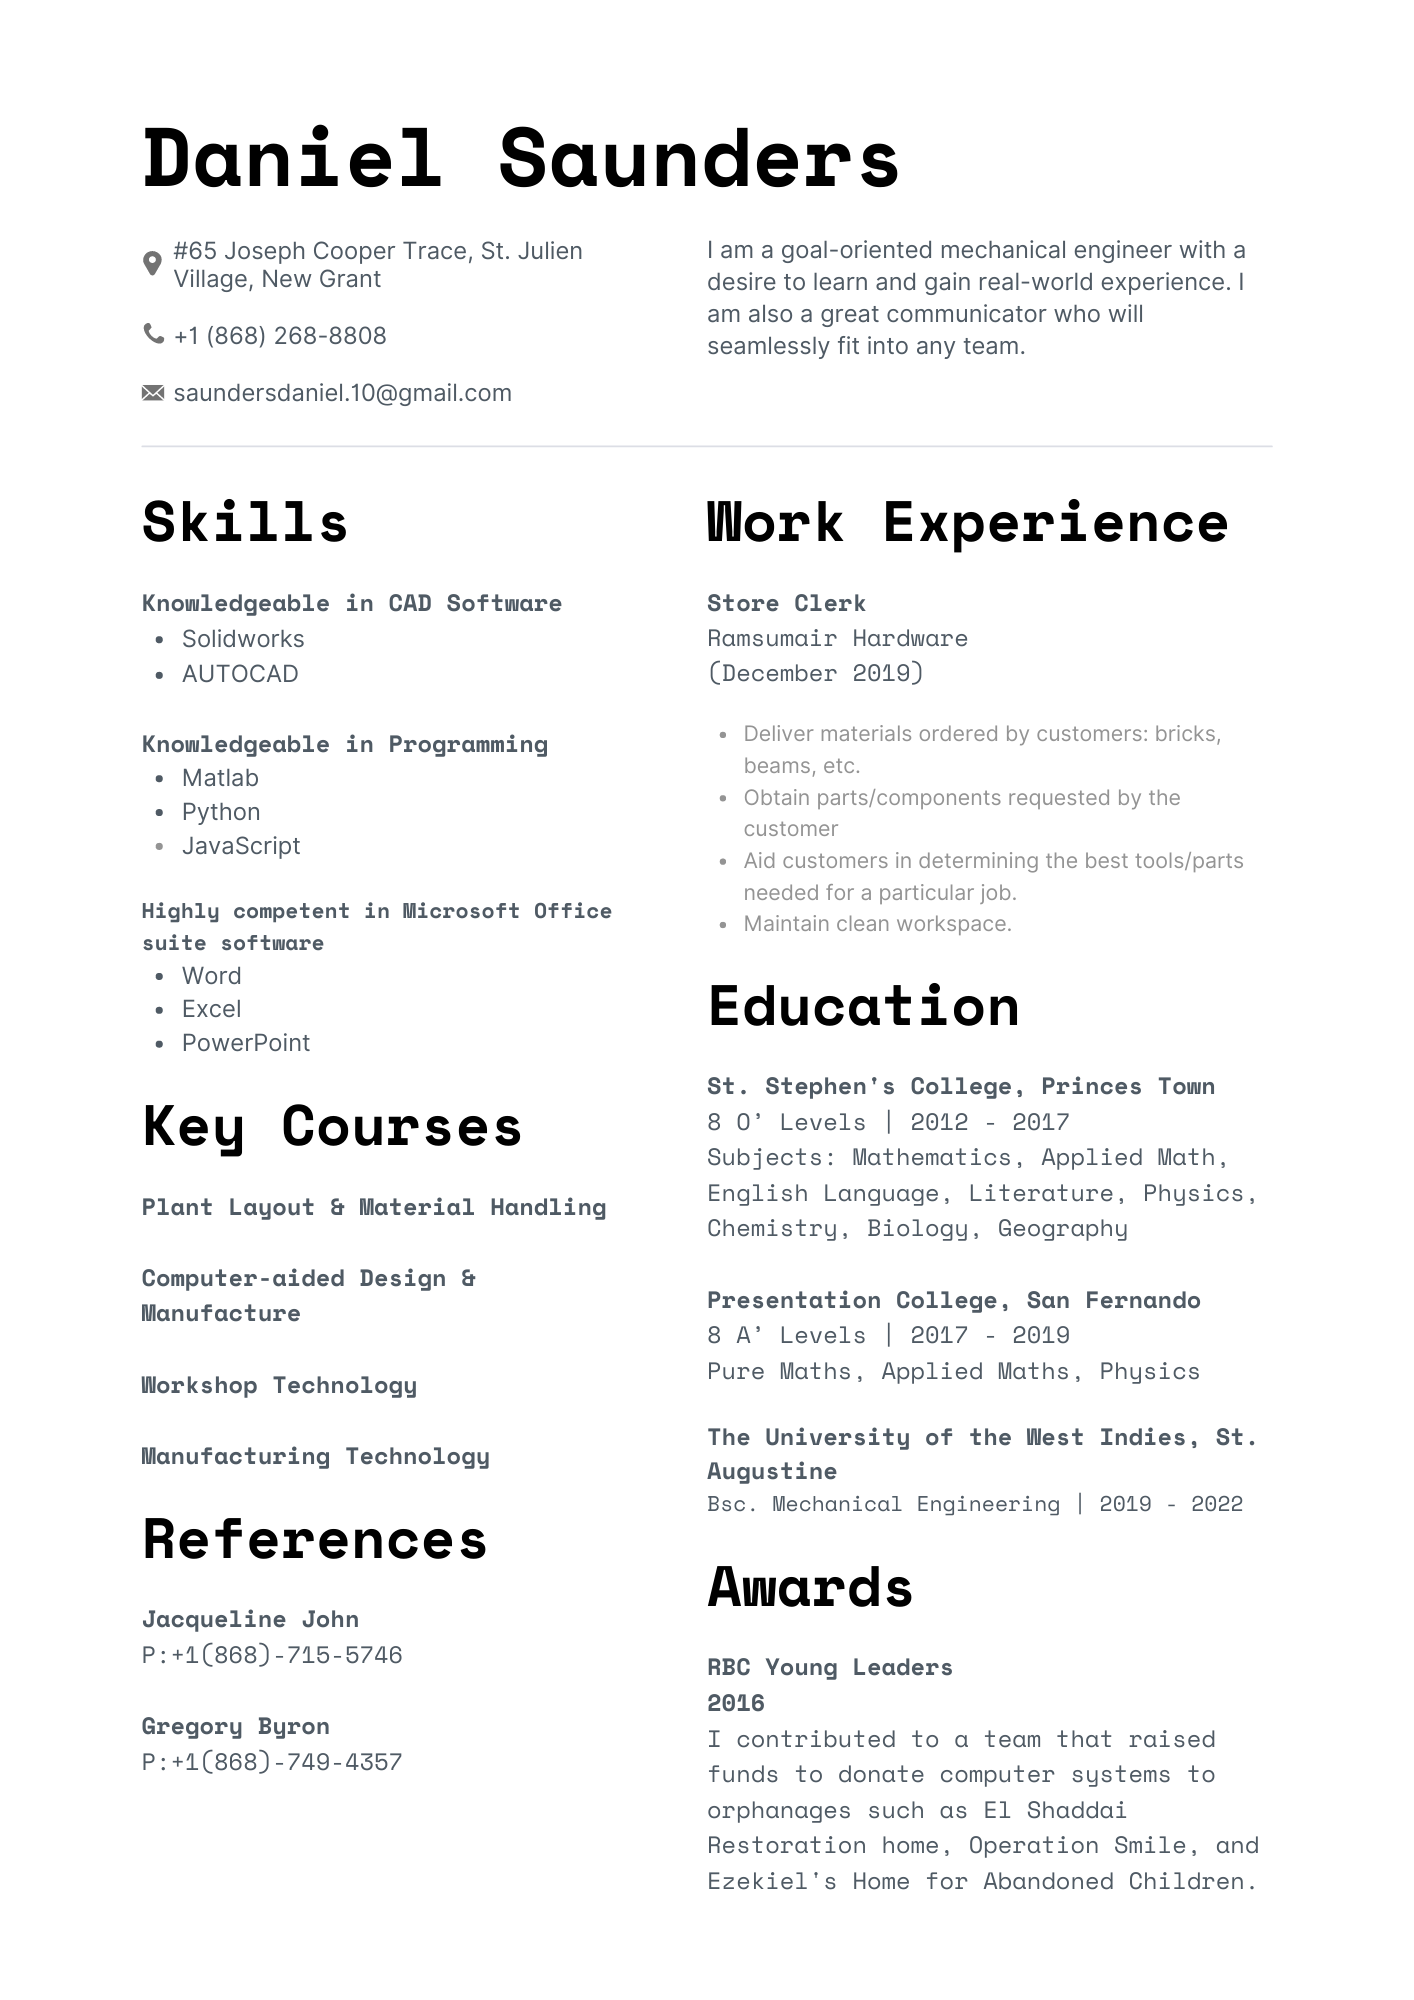 Daniel Saunders
#65 Joseph Cooper Trace, St. Julien
Village, New Grant
+1 (868) 268-8808
saundersdaniel.10@gmail.com
I am a goal-oriented mechanical engineer with a
desire to learn and gain real-world experience. I
am also a great communicator who will
seamlessly fit into any team.
Skills
Knowledgeable in CAD Software
• Solidworks
• AUTOCAD
Knowledgeable in Programming
• Matlab
• Python
• JavaScript
Highly competent in Microsoft Office
suite software
• Word
• Excel
• PowerPoint
Key Courses
Plant Layout & Material Handling
Computer-aided Design &
Manufacture
Workshop Technology
Manufacturing Technology
References
Jacqueline John
P:+1(868)-715-5746
Gregory Byron
P:+1(868)-749-4357
Work Experience
Store Clerk
Ramsumair Hardware
(December 2019)
• Deliver materials ordered by customers: bricks,
beams, etc.
• Obtain parts/components requested by the
customer
• Aid customers in determining the best tools/parts
needed for a particular job.
• Maintain clean workspace.
Education
St. Stephen's College, Princes Town
8 O’ Levels | 2012 - 2017
Subjects: Mathematics, Applied Math,
English Language, Literature, Physics,
Chemistry, Biology, Geography
Presentation College, San Fernando
8 A’ Levels | 2017 - 2019
Pure Maths, Applied Maths, Physics
The University of the West Indies, St.
Augustine
Bsc. Mechanical Engineering | 2019 - 2022
Awards
RBC Young Leaders
2016
I contributed to a team that raised
funds to donate computer systems to
orphanages such as El Shaddai
Restoration home, Operation Smile, and
Ezekiel's Home for Abandoned Children.